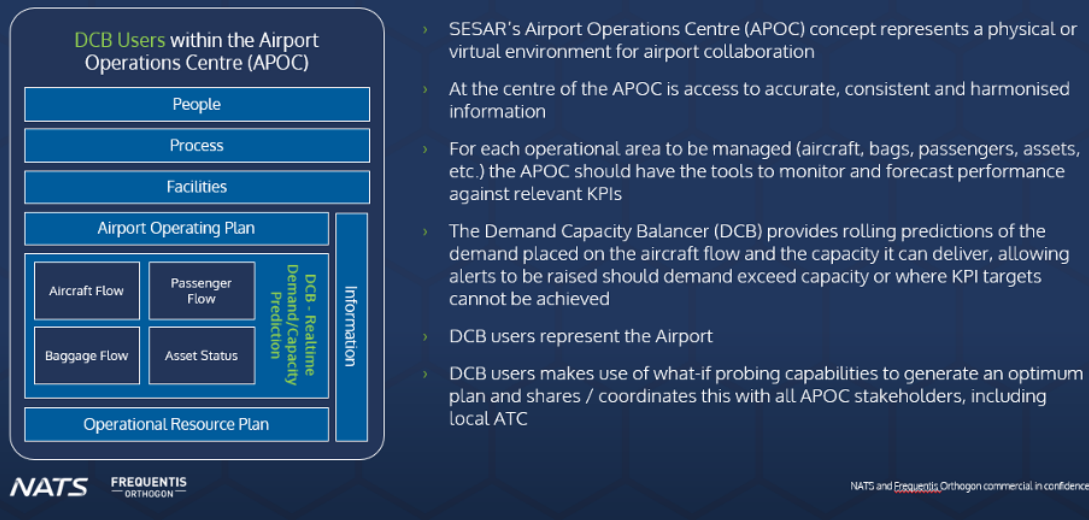 DCB Users within the Airport
Operations Centre (APOC)
People
Process
Facilities
Airport Operating Plan
Aircraft Flow
Passenger
Flow
Baggage Flow
Asset Status
DCB - Realtime
Demand/Capacity
Prediction
Information
Operational Resource Plan
› SESAR's Airport Operations Centre (APOC) concept represents a physical or
virtual environment for airport collaboration
› At the centre of the APOC is access to accurate, consistent and harmonised
information
› For each operational area to be managed (aircraft, bags, passengers, assets,
etc.) the APOC should have the tools to monitor and forecast performance
against relevant KPIs
› The Demand Capacity Balancer (DCB) provides rolling predictions of the
demand placed on the aircraft flow and the capacity it can deliver, allowing
alerts to be raised should demand exceed capacity or where KPI targets
cannot be achieved
› DCB users represent the Airport
› DCB users makes use of what-if probing capabilities to generate an optimum
plan and shares / coordinates this with all APOC stakeholders, including
local ATC
NATS
FREQUENTIS
ORTHOGON
NATS and Frequentis Orthogon commercial in confidence